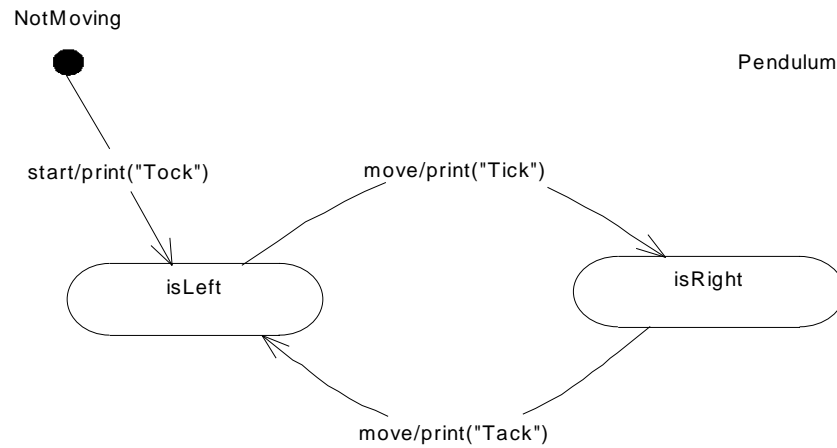 NotMoving
Pendulum
start/print("Tock")
move/print("Tick")
isLeft
isRight
move/print("Tack")